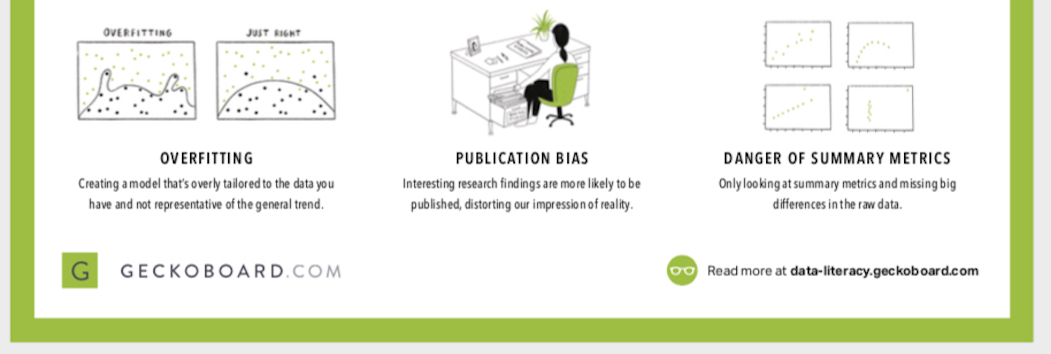 OVERFITTING
JUST RIGHT
OVERFITTING
Creating a model that's overly tailored to the data you
have and not representative of the general trend.
PUBLICATION BIAS
Interesting research findings are more likely to be
published, distorting our impression of reality.
DANGER OF SUMMARY METRICS
Only looking at summary metrics and missing big
differences in the raw data.
G GECKOBOARD.COM
Read more at data-literacy.geckoboard.com